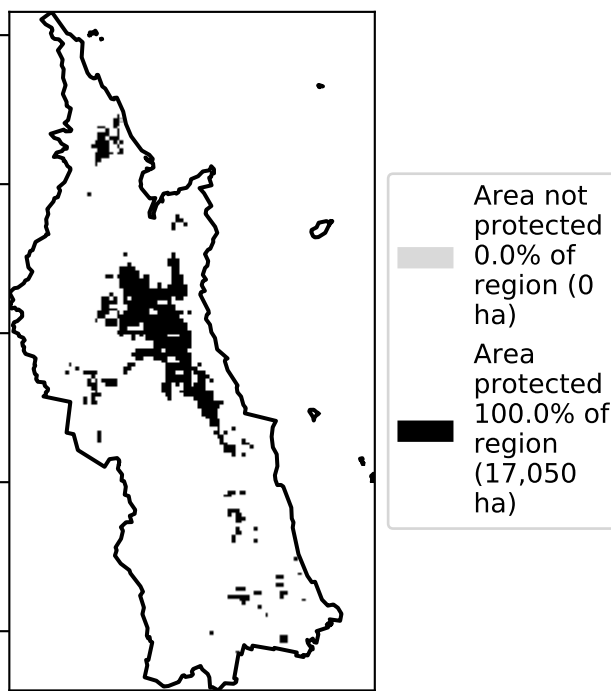 Area not
protected
0.0% of
region (0
ha)
Area
protected
100.0% of
region
(17,050
ha)